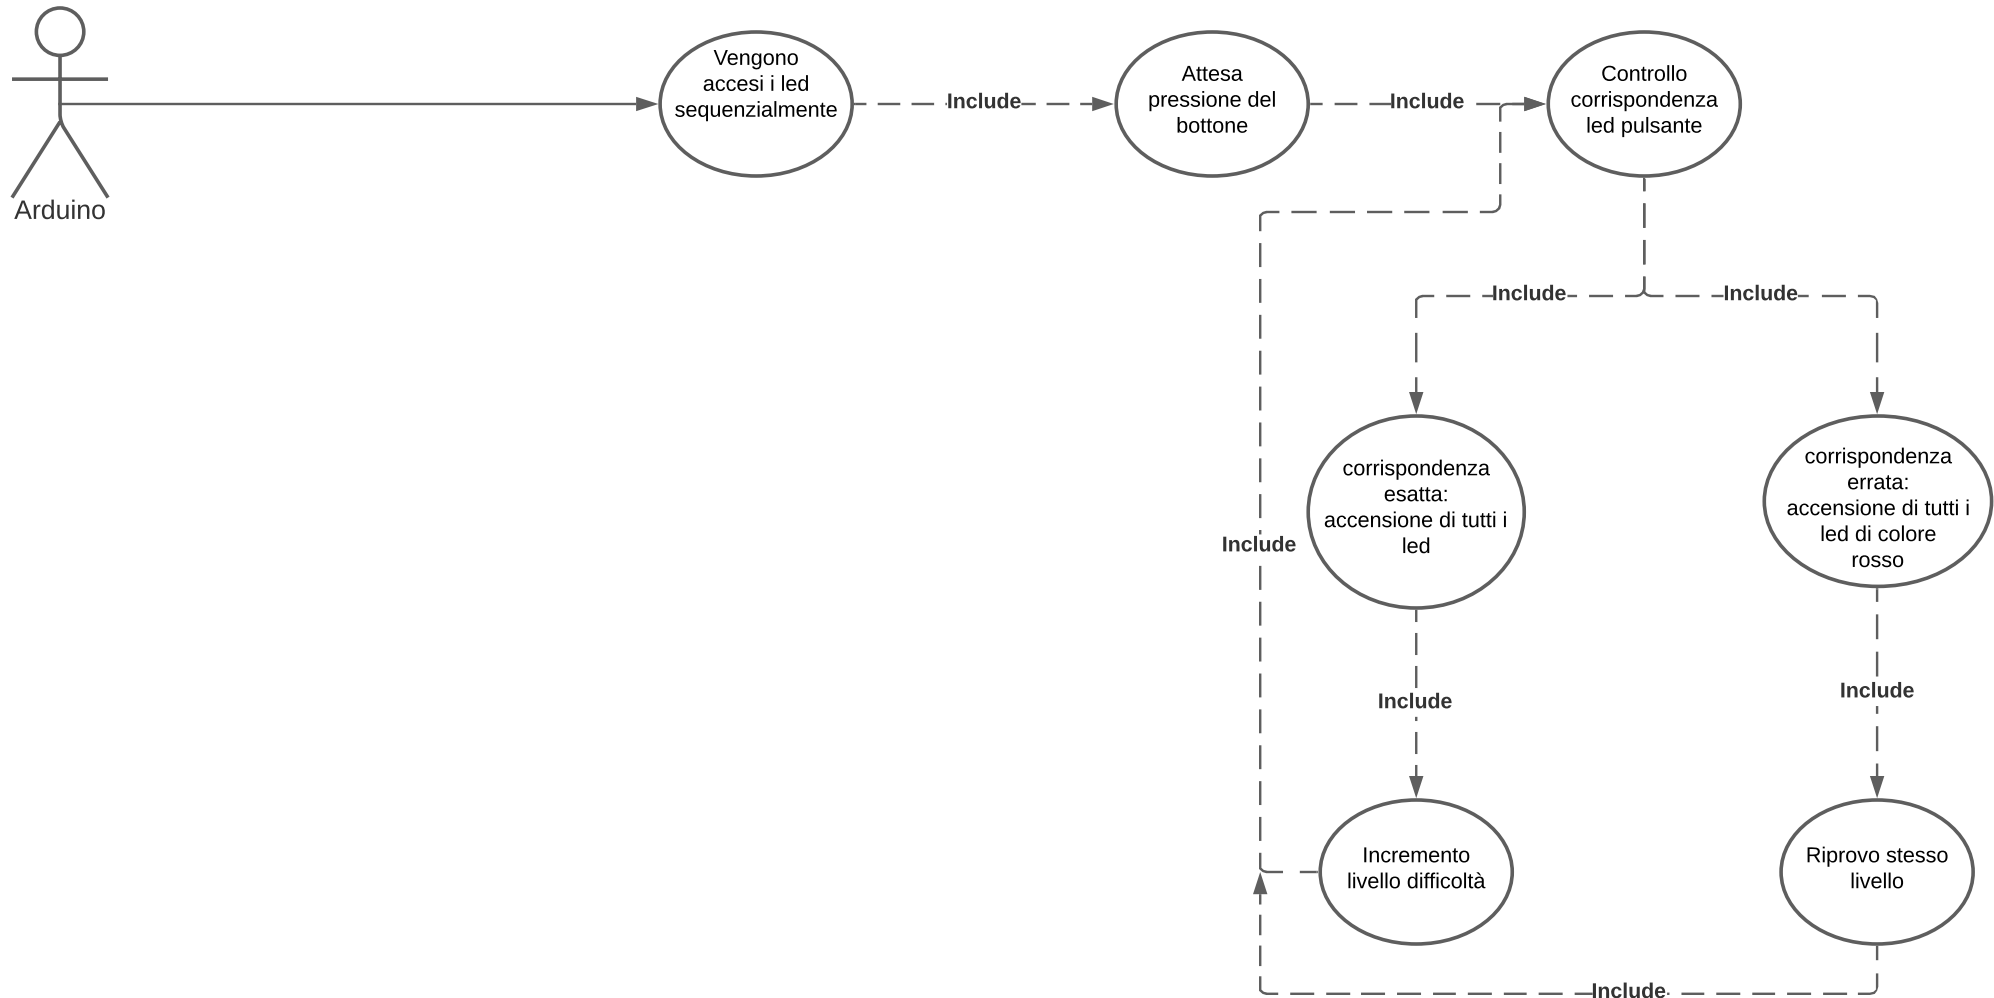 Arduino
Vengono
accesi i led
sequenzialmente
Include
Attesa
pressione del
bottone
Include
Controllo
corrispondenza
led pulsante
Include
Include
corrispondenza
esatta:
accensione di tutti i
led
corrispondenza
errata:
accensione di tutti i
led di colore
rosso
Include
Include
Include
Incremento
livello difficoltà
Riprovo stesso
livello
Include